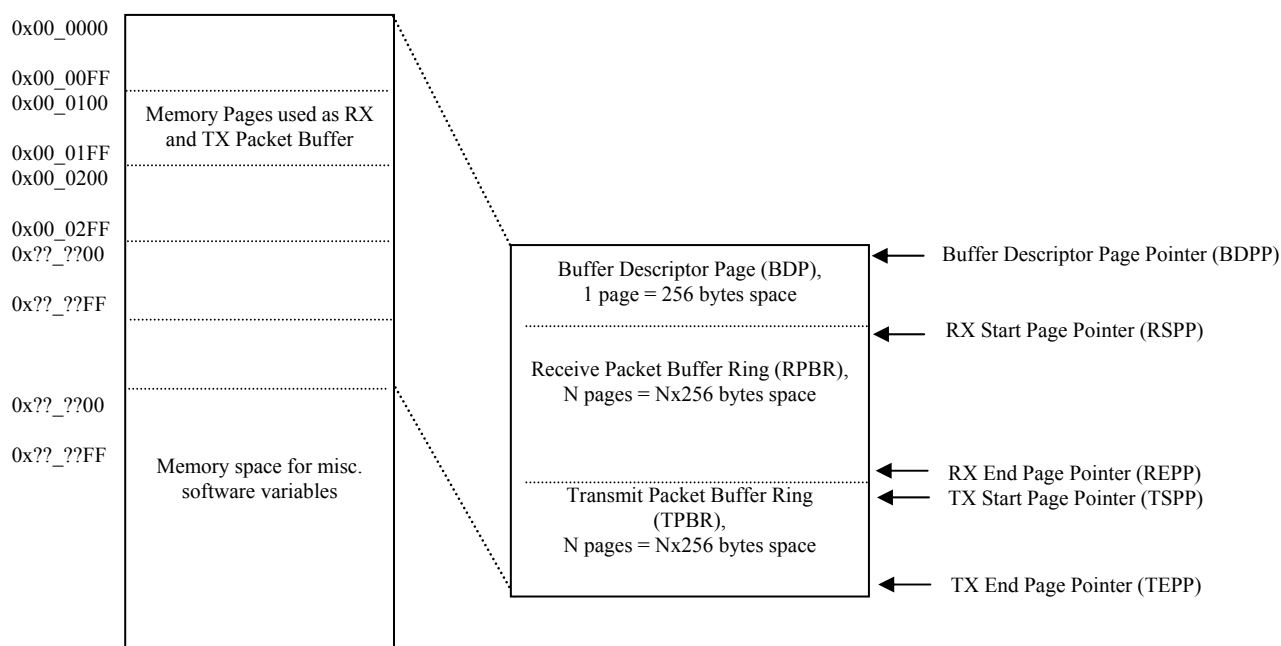 0x00_0000
0x00_00FF
0x00_0100
0x00_01FF
0x00_0200
0x00_02FF
0x??_??00
0x??_??FF
0x??_??00
0x??_??FF
Memory Pages used as RX
and TX Packet Buffer
Memory space for misc.
software variables
Buffer Descriptor Page (BDP),
1 page = 256 bytes space
Receive Packet Buffer Ring (RPBR),
N pages = Nx256 bytes space
Transmit Packet Buffer Ring
(TPBR),
N pages = Nx256 bytes space
Buffer Descriptor Page Pointer (BDPP)
RX Start Page Pointer (RSPP)
RX End Page Pointer (REPP)
TX Start Page Pointer (TSPP)
TX End Page Pointer (TEPP)